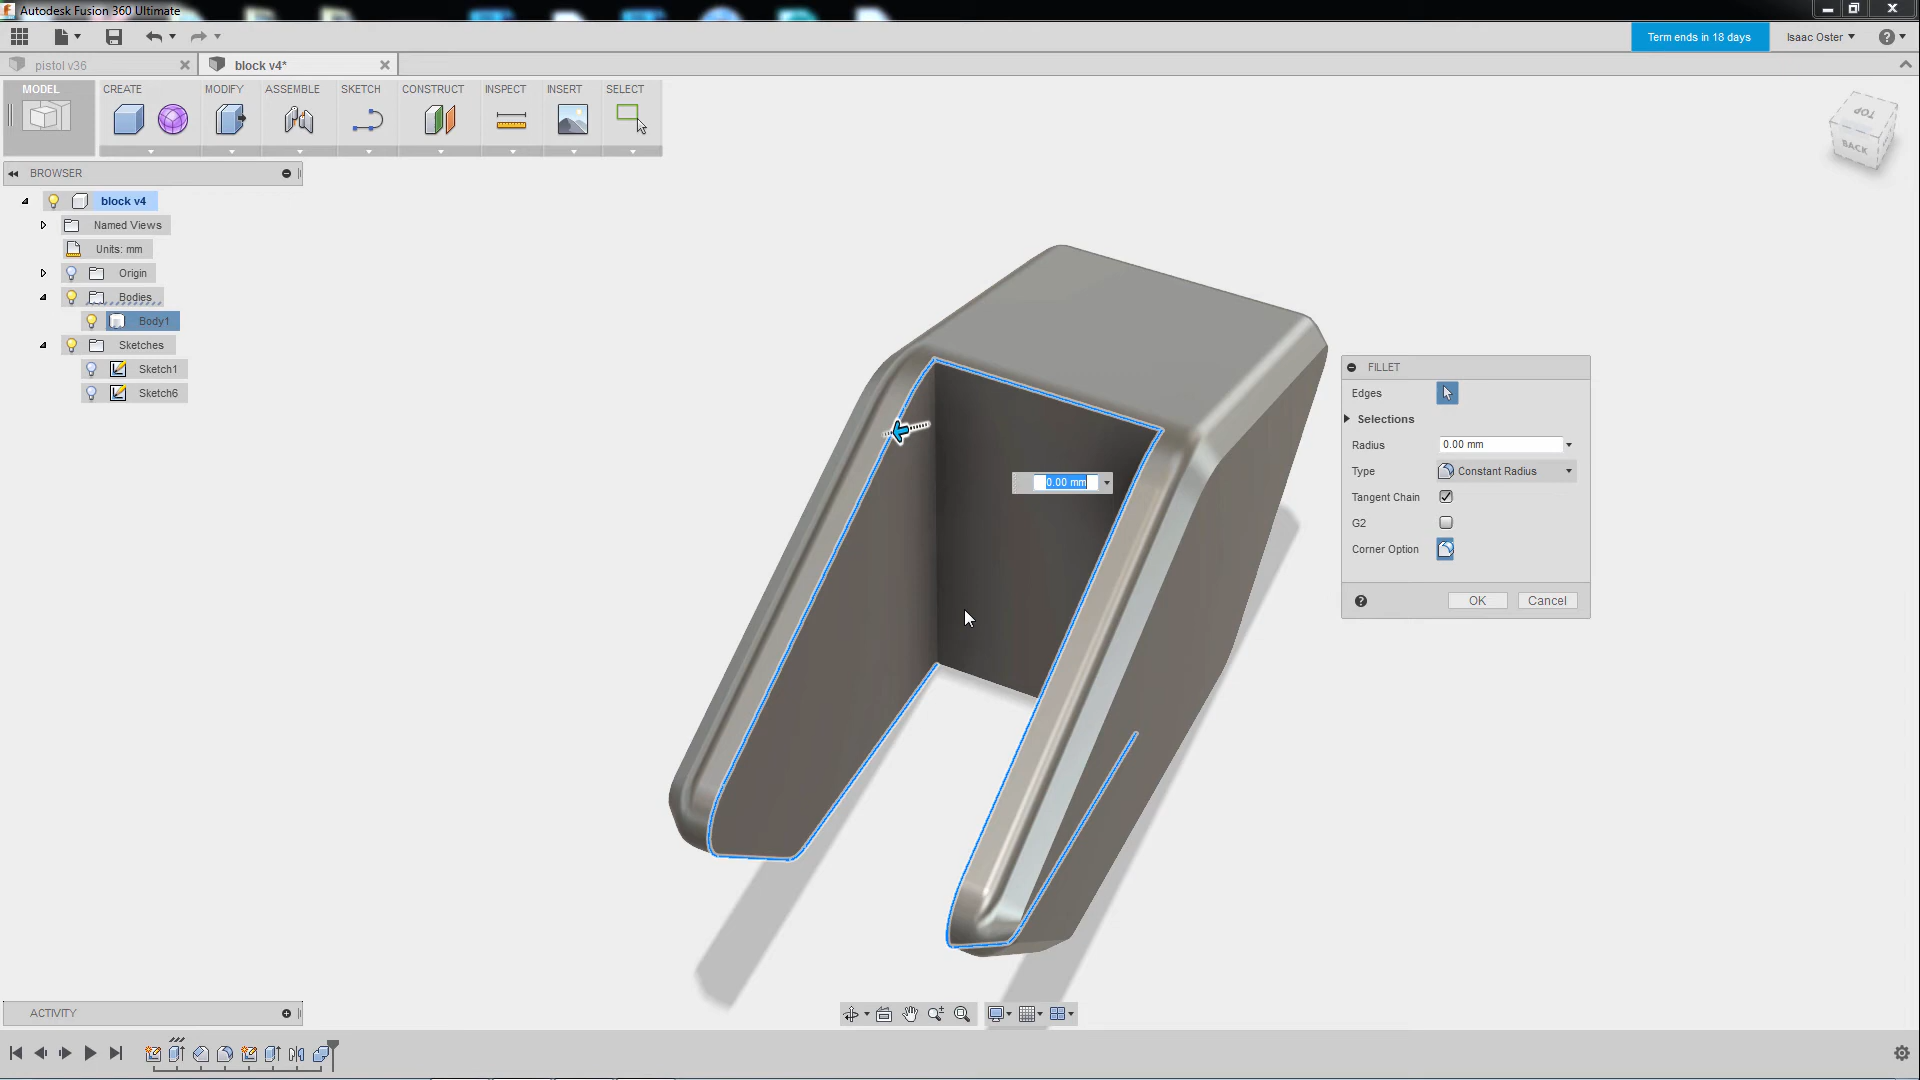 Autodesk Fusion 360 Ultimate
Term ends in 18 days
Isaac Oster
pistol v36
block v4*
MODEL
CREATE
MODIFY
ASSEMBLE
SKETCH
CONSTRUCT
INSPECT
INSERT
SELECT
TOP
BACK
BROWSER
block v4
Named Views
Units: mm
Origin
Bodies
Body1
Sketches
Sketch1
Sketch6
0.00 mm
FILLET
Edges
Selections
Radius 0.00 mm
Type Constant Radius
Tangent Chain
G2
Corner Option
OK Cancel
ACTIVITY